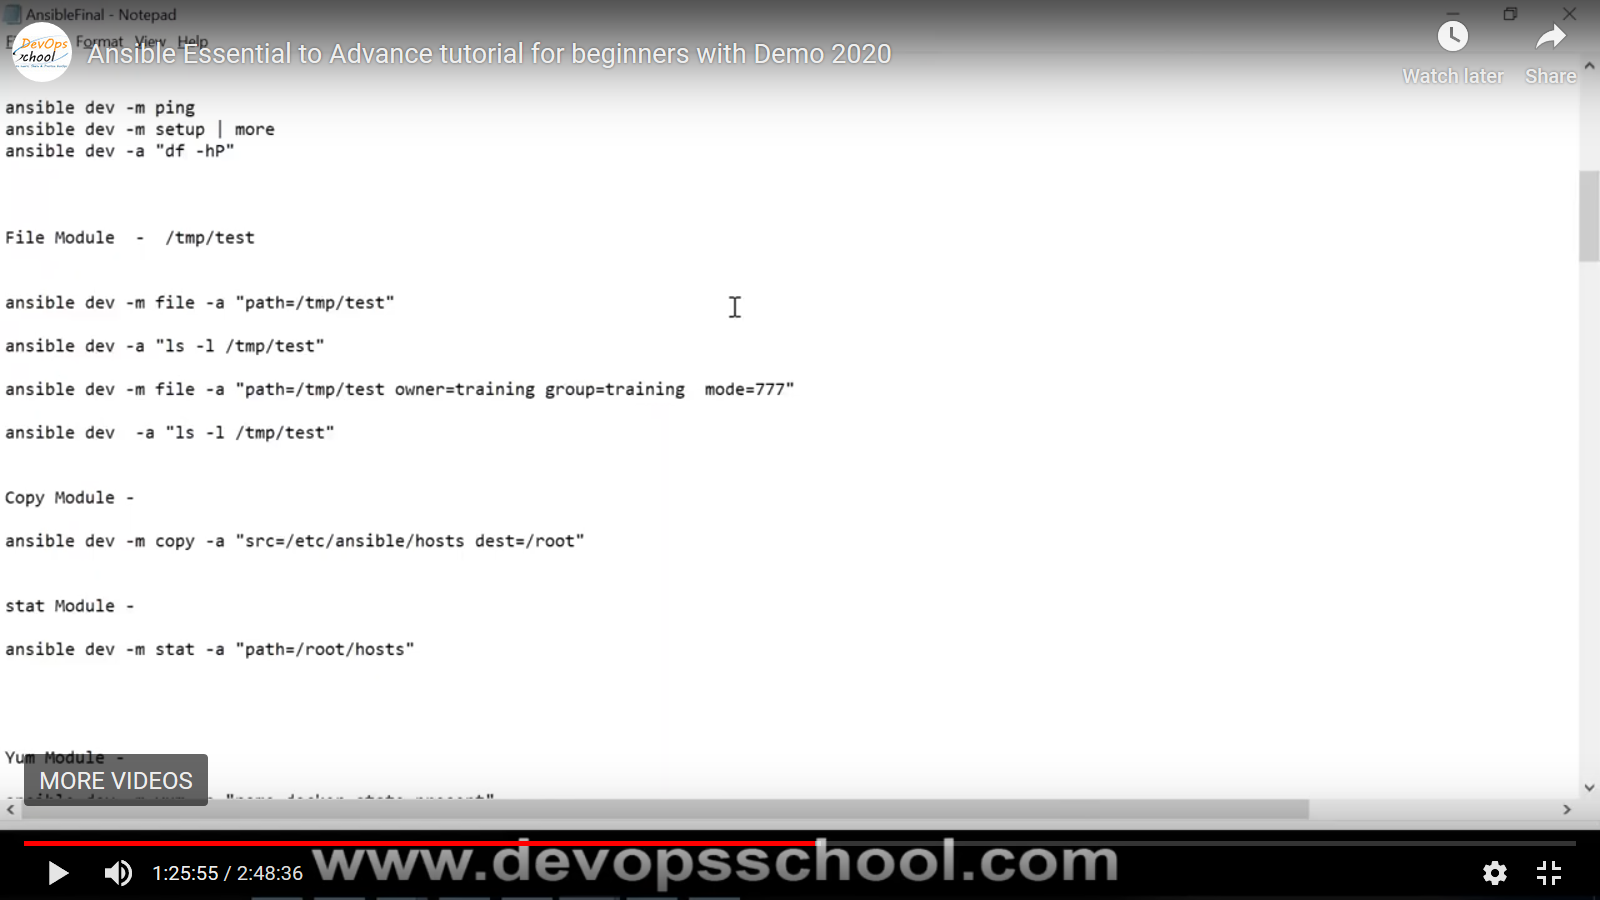 AnsibleFinal - Notepad
Format View Help
DevOps
School
Ansible Essential to Advance tutorial for beginners with Demo 2020
Watch later
Share
ansible dev -m ping
ansible dev -m setup | more
ansible dev -a "df -hP"
File Module - /tmp/test
ansible dev -m file -a "path=/tmp/test"
ansible dev -a "ls -l /tmp/test"
ansible dev -m file -a "path=/tmp/test owner=training group=training mode=777"
ansible dev -a "ls -l /tmp/test"
Copy Module -
ansible dev -m copy -a "src=/etc/ansible/hosts dest=/root"
stat Module -
ansible dev -m stat -a "path=/root/hosts"
Yum Module -
MORE VIDEOS
1:25:55 / 2:48:36
www.devopsschool.com